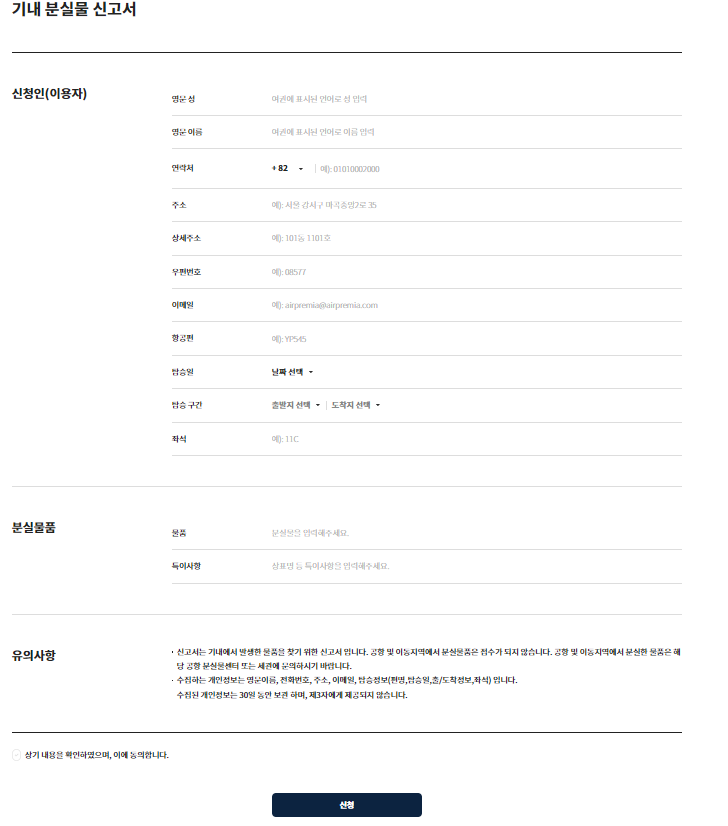 기내 분실물 신고서
신청인(이용자)
영문 성 여권에 표시된 언어로 성 입력
영문 이름 여권에 표시된 언어로 이름 입력
연락처 + 82 예): 01010002000
주소 예): 서울 강서구 마곡중앙2로 35
상세주소 예): 101동 1101호
우편번호 예): 08577
이메일 예): airpremia@airpremia.com
항공편 예): YP545
탑승일 날짜 선택
탑승 구간 출발지 선택 도착지 선택
좌석 예): 11C
분실물품
물품 분실물을 입력해주세요.
특이사항 상표명 등 특이사항을 입력해주세요.
유의사항
· 신고서는 기내에서 발생한 물품을 찾기 위한 신고서 입니다. 공항 및 이동지역에서 분실물품은 접수가 되지 않습니다. 공항 및 이동지역에서 분실한 물품은 해
당 공항 분실물센터 또는 세관에 문의하시기 바랍니다.
· 수집하는 개인정보는 영문이름, 전화번호, 주소, 이메일, 탑승정보(편명,탑승일,출/도착정보,좌석) 입니다.
수집된 개인정보는 30일 동안 보관 하며, 제3자에게 제공되지 않습니다.
상기 내용을 확인하였으며, 이에 동의합니다.
신청